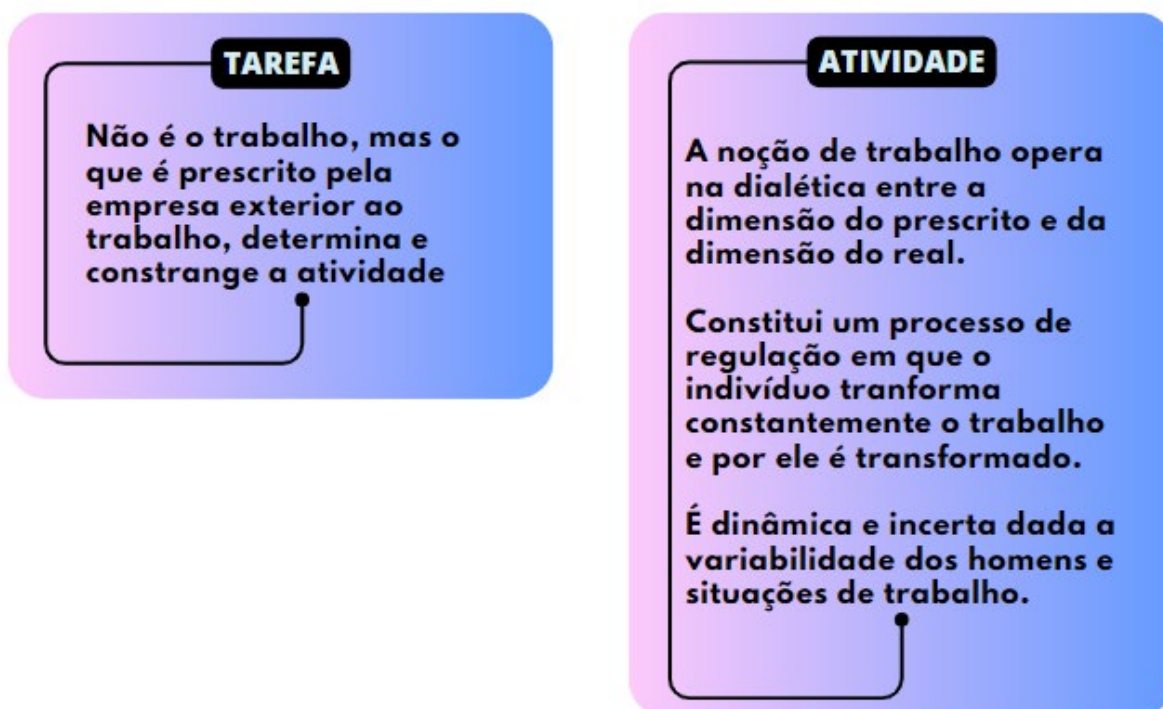 TAREFA
Não é o trabalho, mas o
que é prescrito pela
empresa exterior ao
trabalho, determina e
constrange a atividade
ATIVIDADE
A noção de trabalho opera
na dialética entre a
dimensão do prescrito e da
dimensão do real.
Constitui um processo de
regulação em que o
indivíduo tranforma
constantemente o trabalho
e por ele é transformado.
É dinâmica e incerta dada a
variabilidade dos homens e
situações de trabalho.